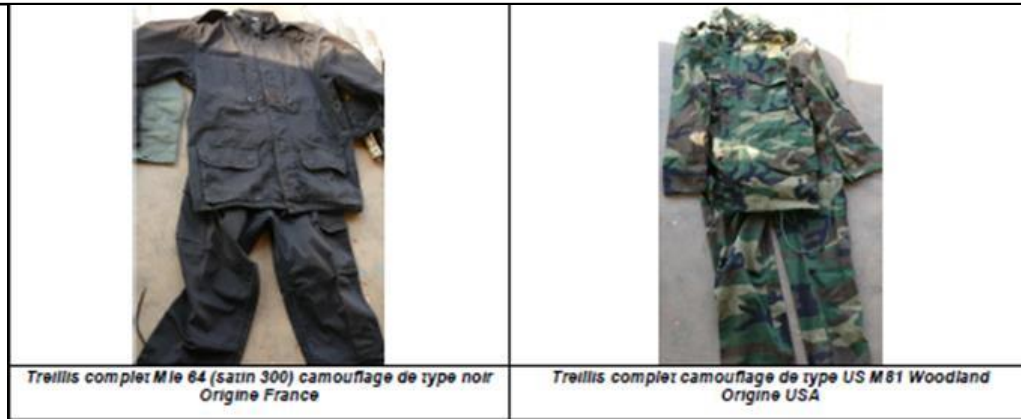 Treillis complet Mle 64 (satin 300) camouflage de type noir
Origine France
Treillis complet camouflage de type US M81 Woodland
Origine USA